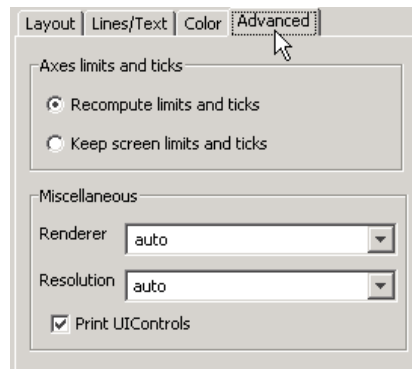 Layout Lines/Text Color Advanced
Axes limits and ticks
Recompute limits and ticks
Keep screen limits and ticks
Miscellaneous
Renderer auto
Resolution auto
Print UIControls